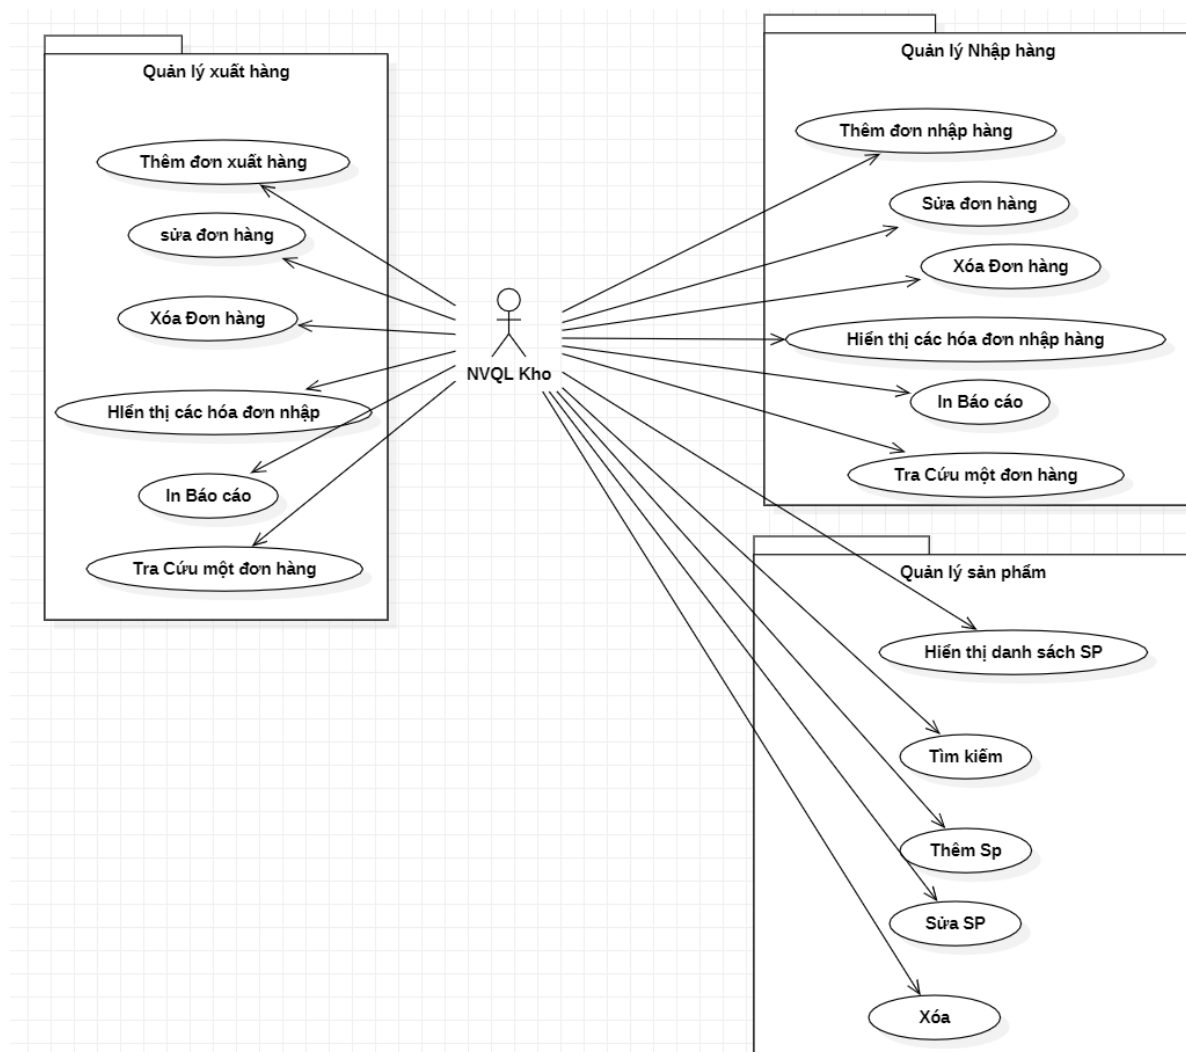 Quản lý xuất hàng
Thêm đơn xuất hàng
sửa đơn hàng
Xóa Đơn hàng
HIển thị các hóa đơn nhập
In Báo cáo
Tra Cứu một đơn hàng
NVQL Kho
Quản lý Nhập hàng
Thêm đơn nhập hàng
Sửa đơn hàng
Xóa Đơn hàng
Hiển thị các hóa đơn nhập hàng
In Báo cáo
Tra Cứu một đơn hàng
Quản lý sản phẩm
Hiển thị danh sách SP
Tìm kiếm
Thêm Sp
Sửa SP
Xóa